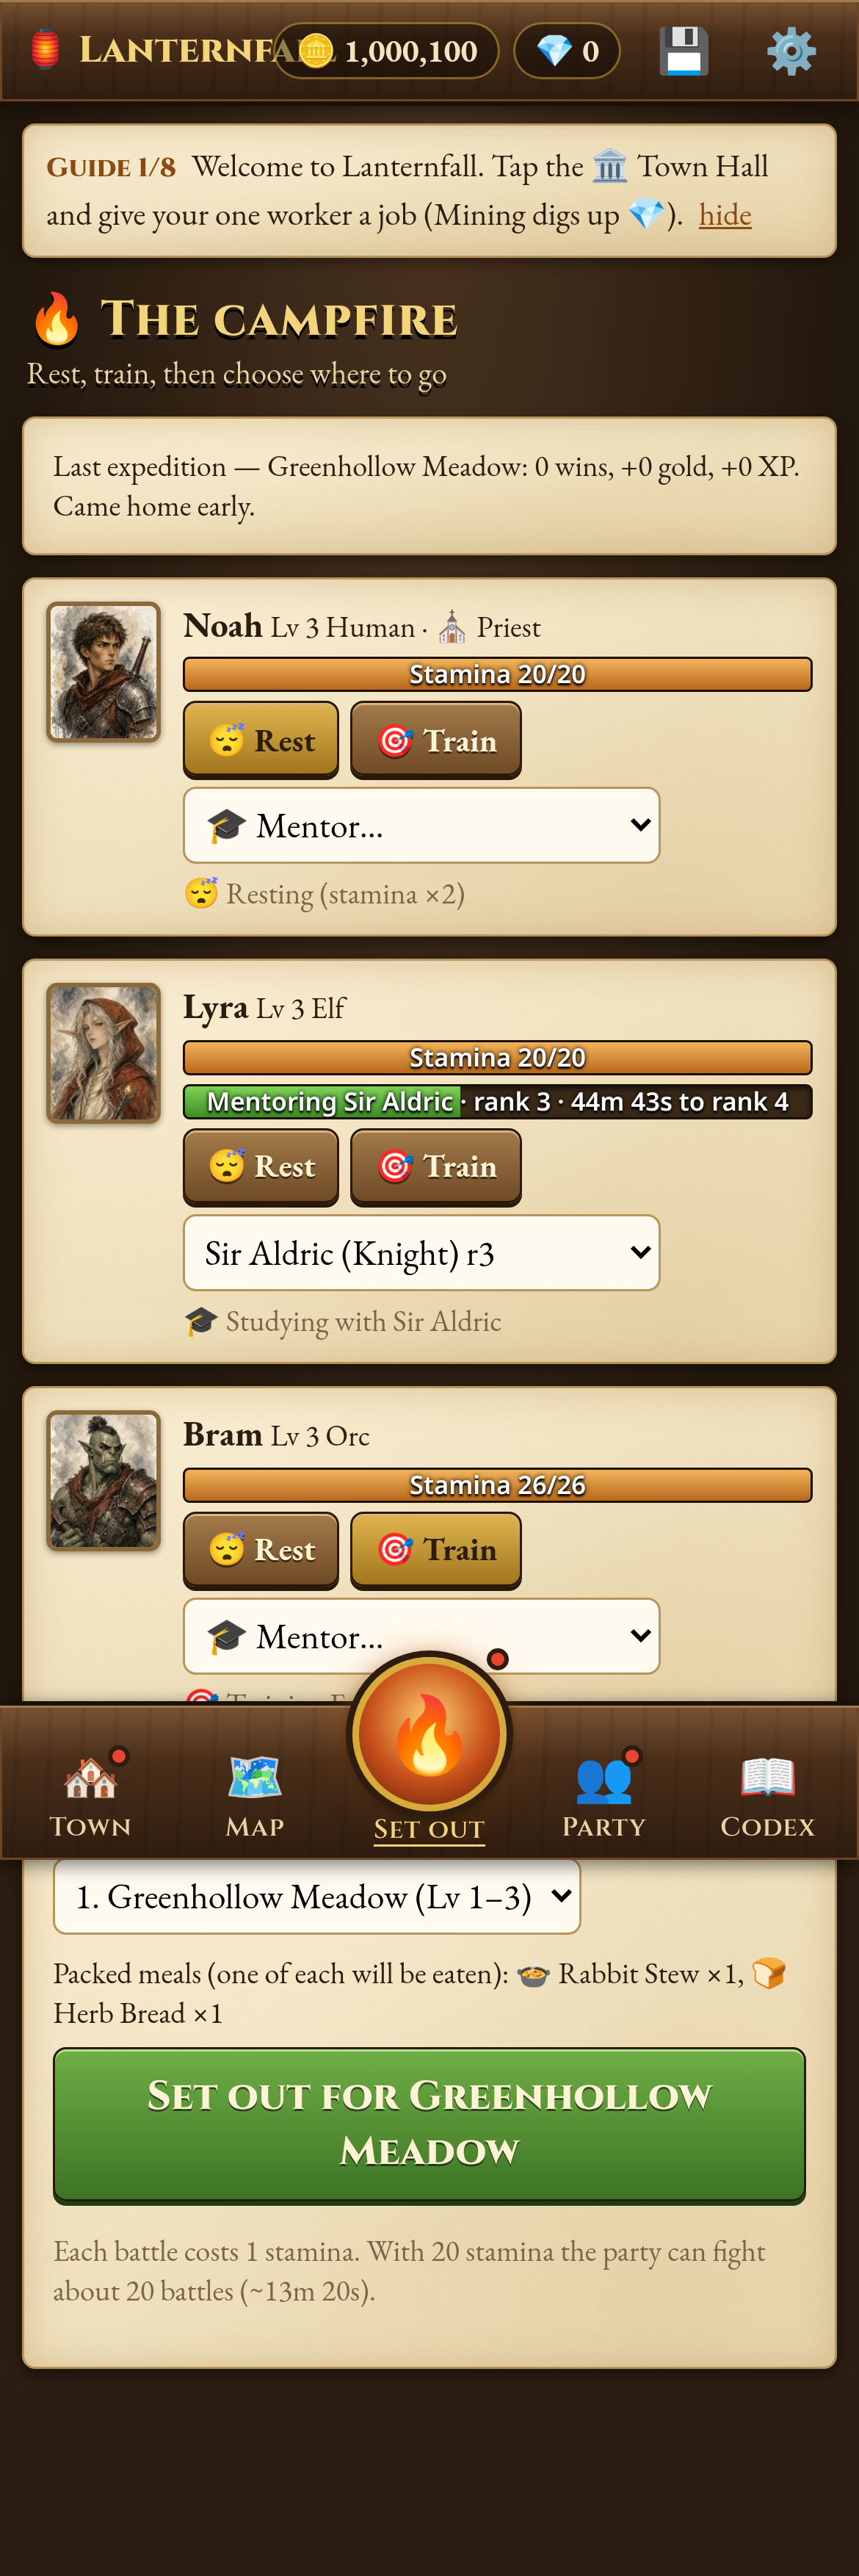 LANTERNFA
1,000,100
0
GUIDE 1/8 Welcome to Lanternfall. Tap the Town Hall
and give your one worker a job (Mining digs up ). hide
THE CAMPFIRE
Rest, train, then choose where to go
Last expedition — Greenhollow Meadow: 0 wins, +0 gold, +0 XP.
Came home early.
Noah Lv 3 Human · Priest
Stamina 20/20
Rest
Train
Mentor...
Resting (stamina ×2)
Lyra Lv 3 Elf
Stamina 20/20
Mentoring Sir Aldric · rank 3 · 44m 43s to rank 4
Rest
Train
Sir Aldric (Knight) r3
Studying with Sir Aldric
Bram Lv 3 Orc
Stamina 26/26
Rest
Train
Mentor...
TOWN
MAP
SET OUT
PARTY
CODEX
1. Greenhollow Meadow (Lv 1–3)
Packed meals (one of each will be eaten): Rabbit Stew ×1,
Herb Bread ×1
SET OUT FOR GREENHOLLOW
MEADOW
Each battle costs 1 stamina. With 20 stamina the party can fight
about 20 battles (~13m 20s).